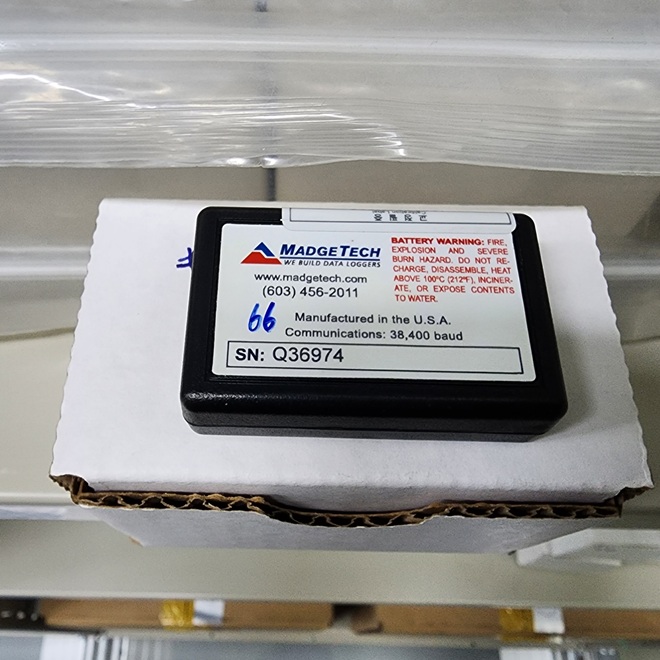 MADGETECH
WE BUILD DATA LOGGERS
www.madgetech.com
(603) 456-2011
66
Manufactured in the U.S.A.
Communications: 38,400 baud
SN: Q36974
BATTERY WARNING: FIRE,
EXPLOSION AND SEVERE
BURN HAZARD. DO NOT RE-
CHARGE, DISASSEMBLE, HEAT
ABOVE 100°C (212°F), INCINER-
ATE, OR EXPOSE CONTENTS
TO WATER.